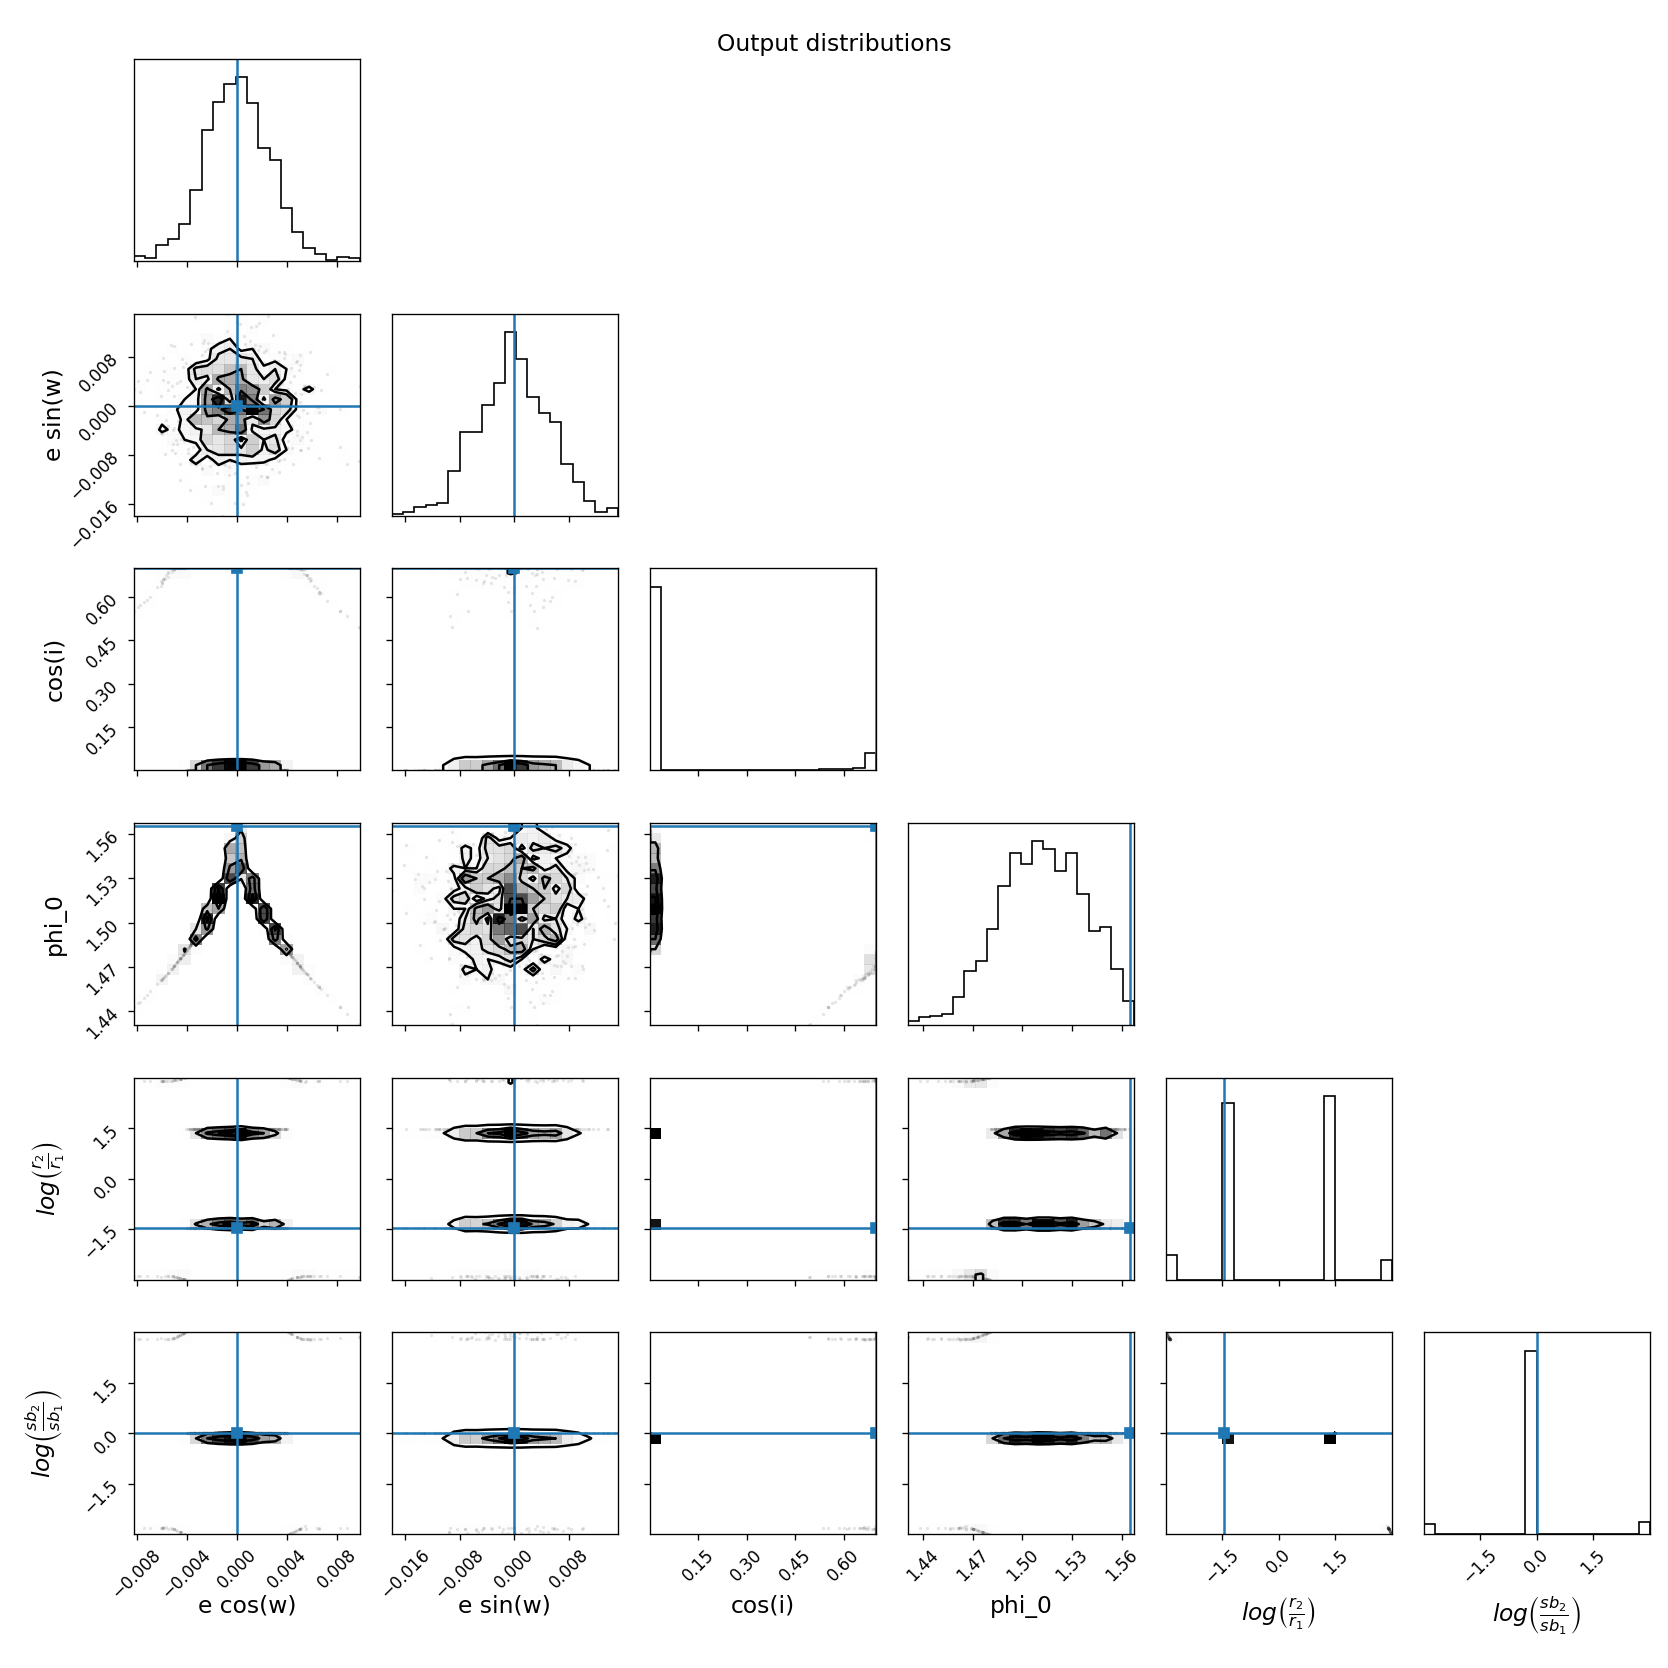 Output distributions
e sin(w)
0.008
0.000
−0.008
−0.016
cos(i)
0.60
0.45
0.30
0.15
phi_0
1.56
1.53
1.50
1.47
1.44
log(r₂/r₁)
1.5
0.0
−1.5
log(sb₂/sb₁)
1.5
0.0
−1.5
−0.008 −0.004 0.000 0.004 0.008 −0.016 −0.008 0.000 0.008 0.15 0.30 0.45 0.60 1.44 1.47 1.50 1.53 1.56 −1.5 0.0 1.5 −1.5 0.0 1.5
e cos(w) e sin(w) cos(i) phi_0 log(r₂/r₁) log(sb₂/sb₁)